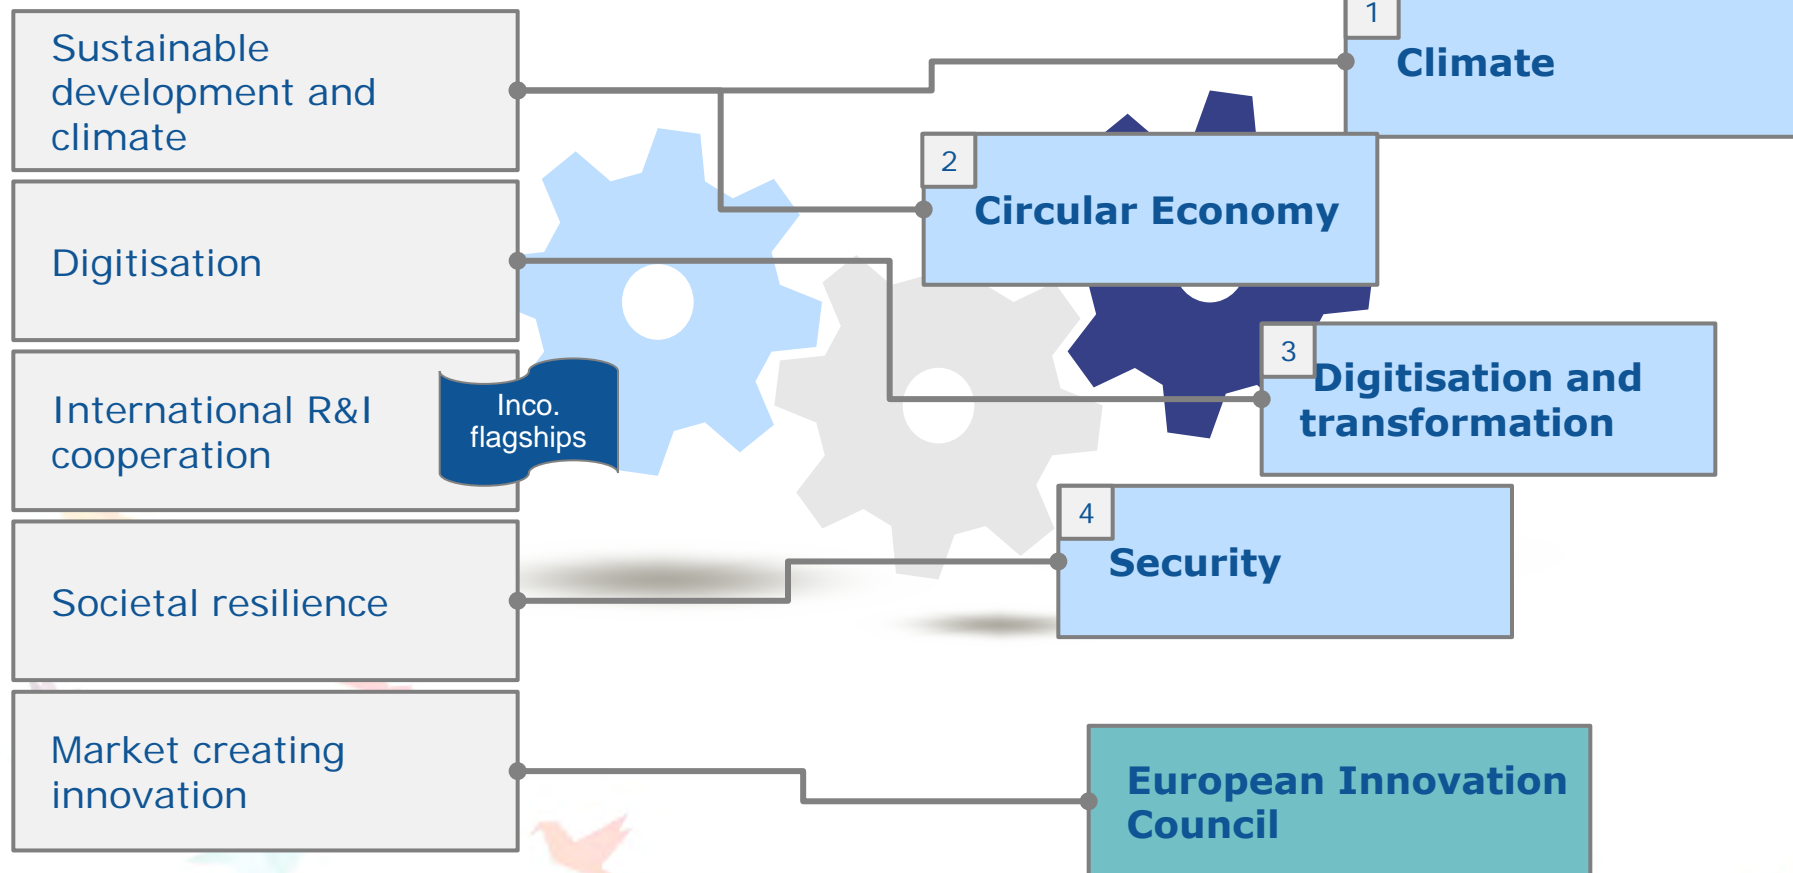 Sustainable
development and
climate
Digitisation
International R&I
cooperation
Inco.
flagships
Societal resilience
Market creating
innovation
1
Climate
2
Circular Economy
3
Digitisation and
transformation
4
Security
European Innovation
Council